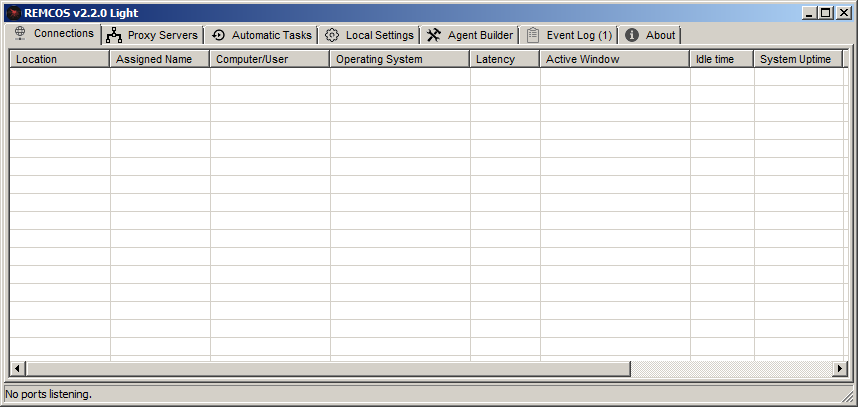 REMCOS v2.2.0 Light
Connections Proxy Servers Automatic Tasks Local Settings Agent Builder Event Log (1) About
Location Assigned Name Computer/User Operating System Latency Active Window Idle time System Uptime
No ports listening.